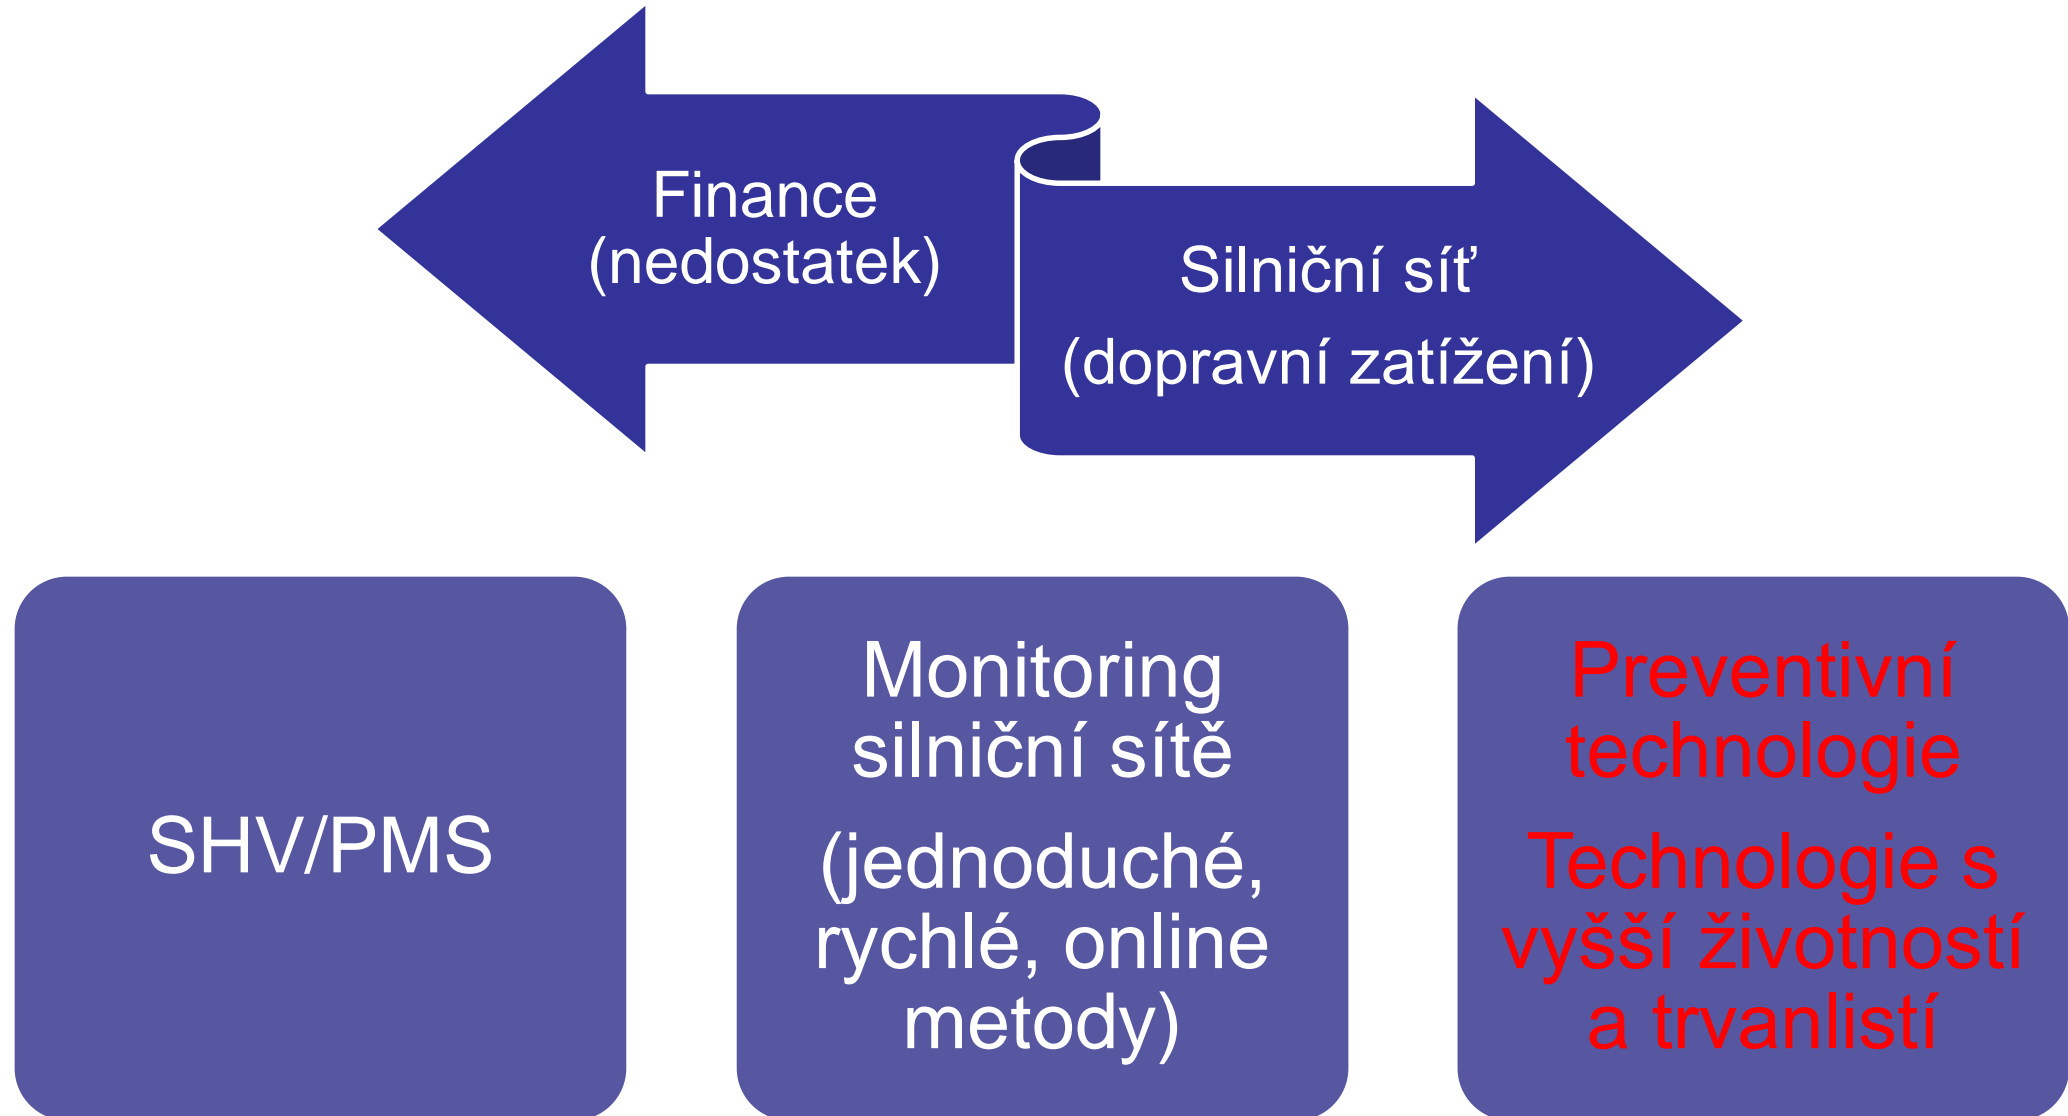 Finance
(nedostatek)
Silniční síť
(dopravní zatížení)
SHV/PMS
Monitoring
silniční sítě
(jednoduché,
rychlé, online
metody)
Preventivní
technologie
Technologie s
vyšší životností
a trvanlistí